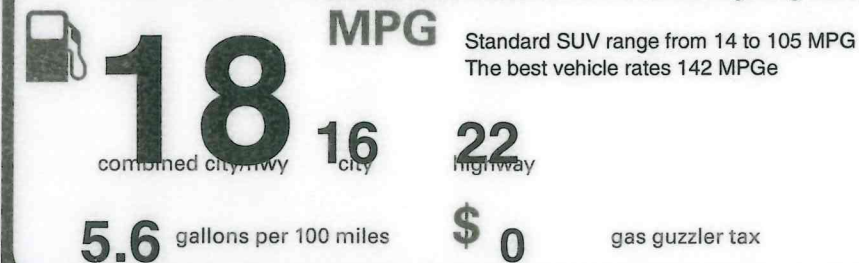 MPG
18
Standard SUV range from 14 to 105 MPG
The best vehicle rates 142 MPGe
16 22
combined city/hwy city highway
5.6 gallons per 100 miles $ 0 gas guzzler tax